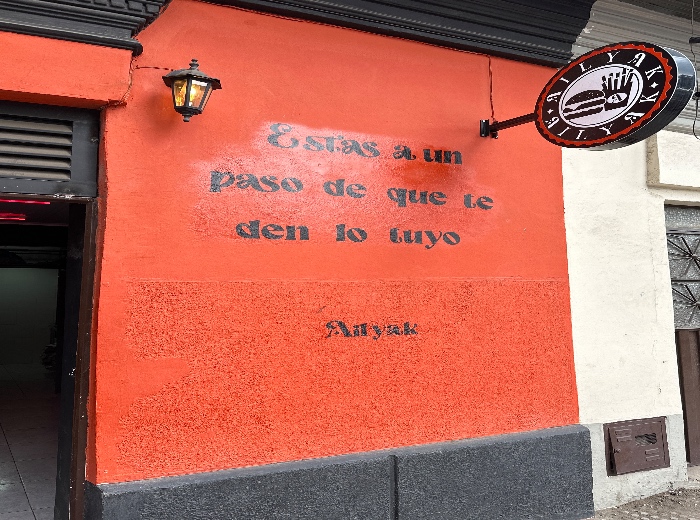 Estas a un
paso de que te
den lo tuyo
Ailyak
AILYAK
AILYAK